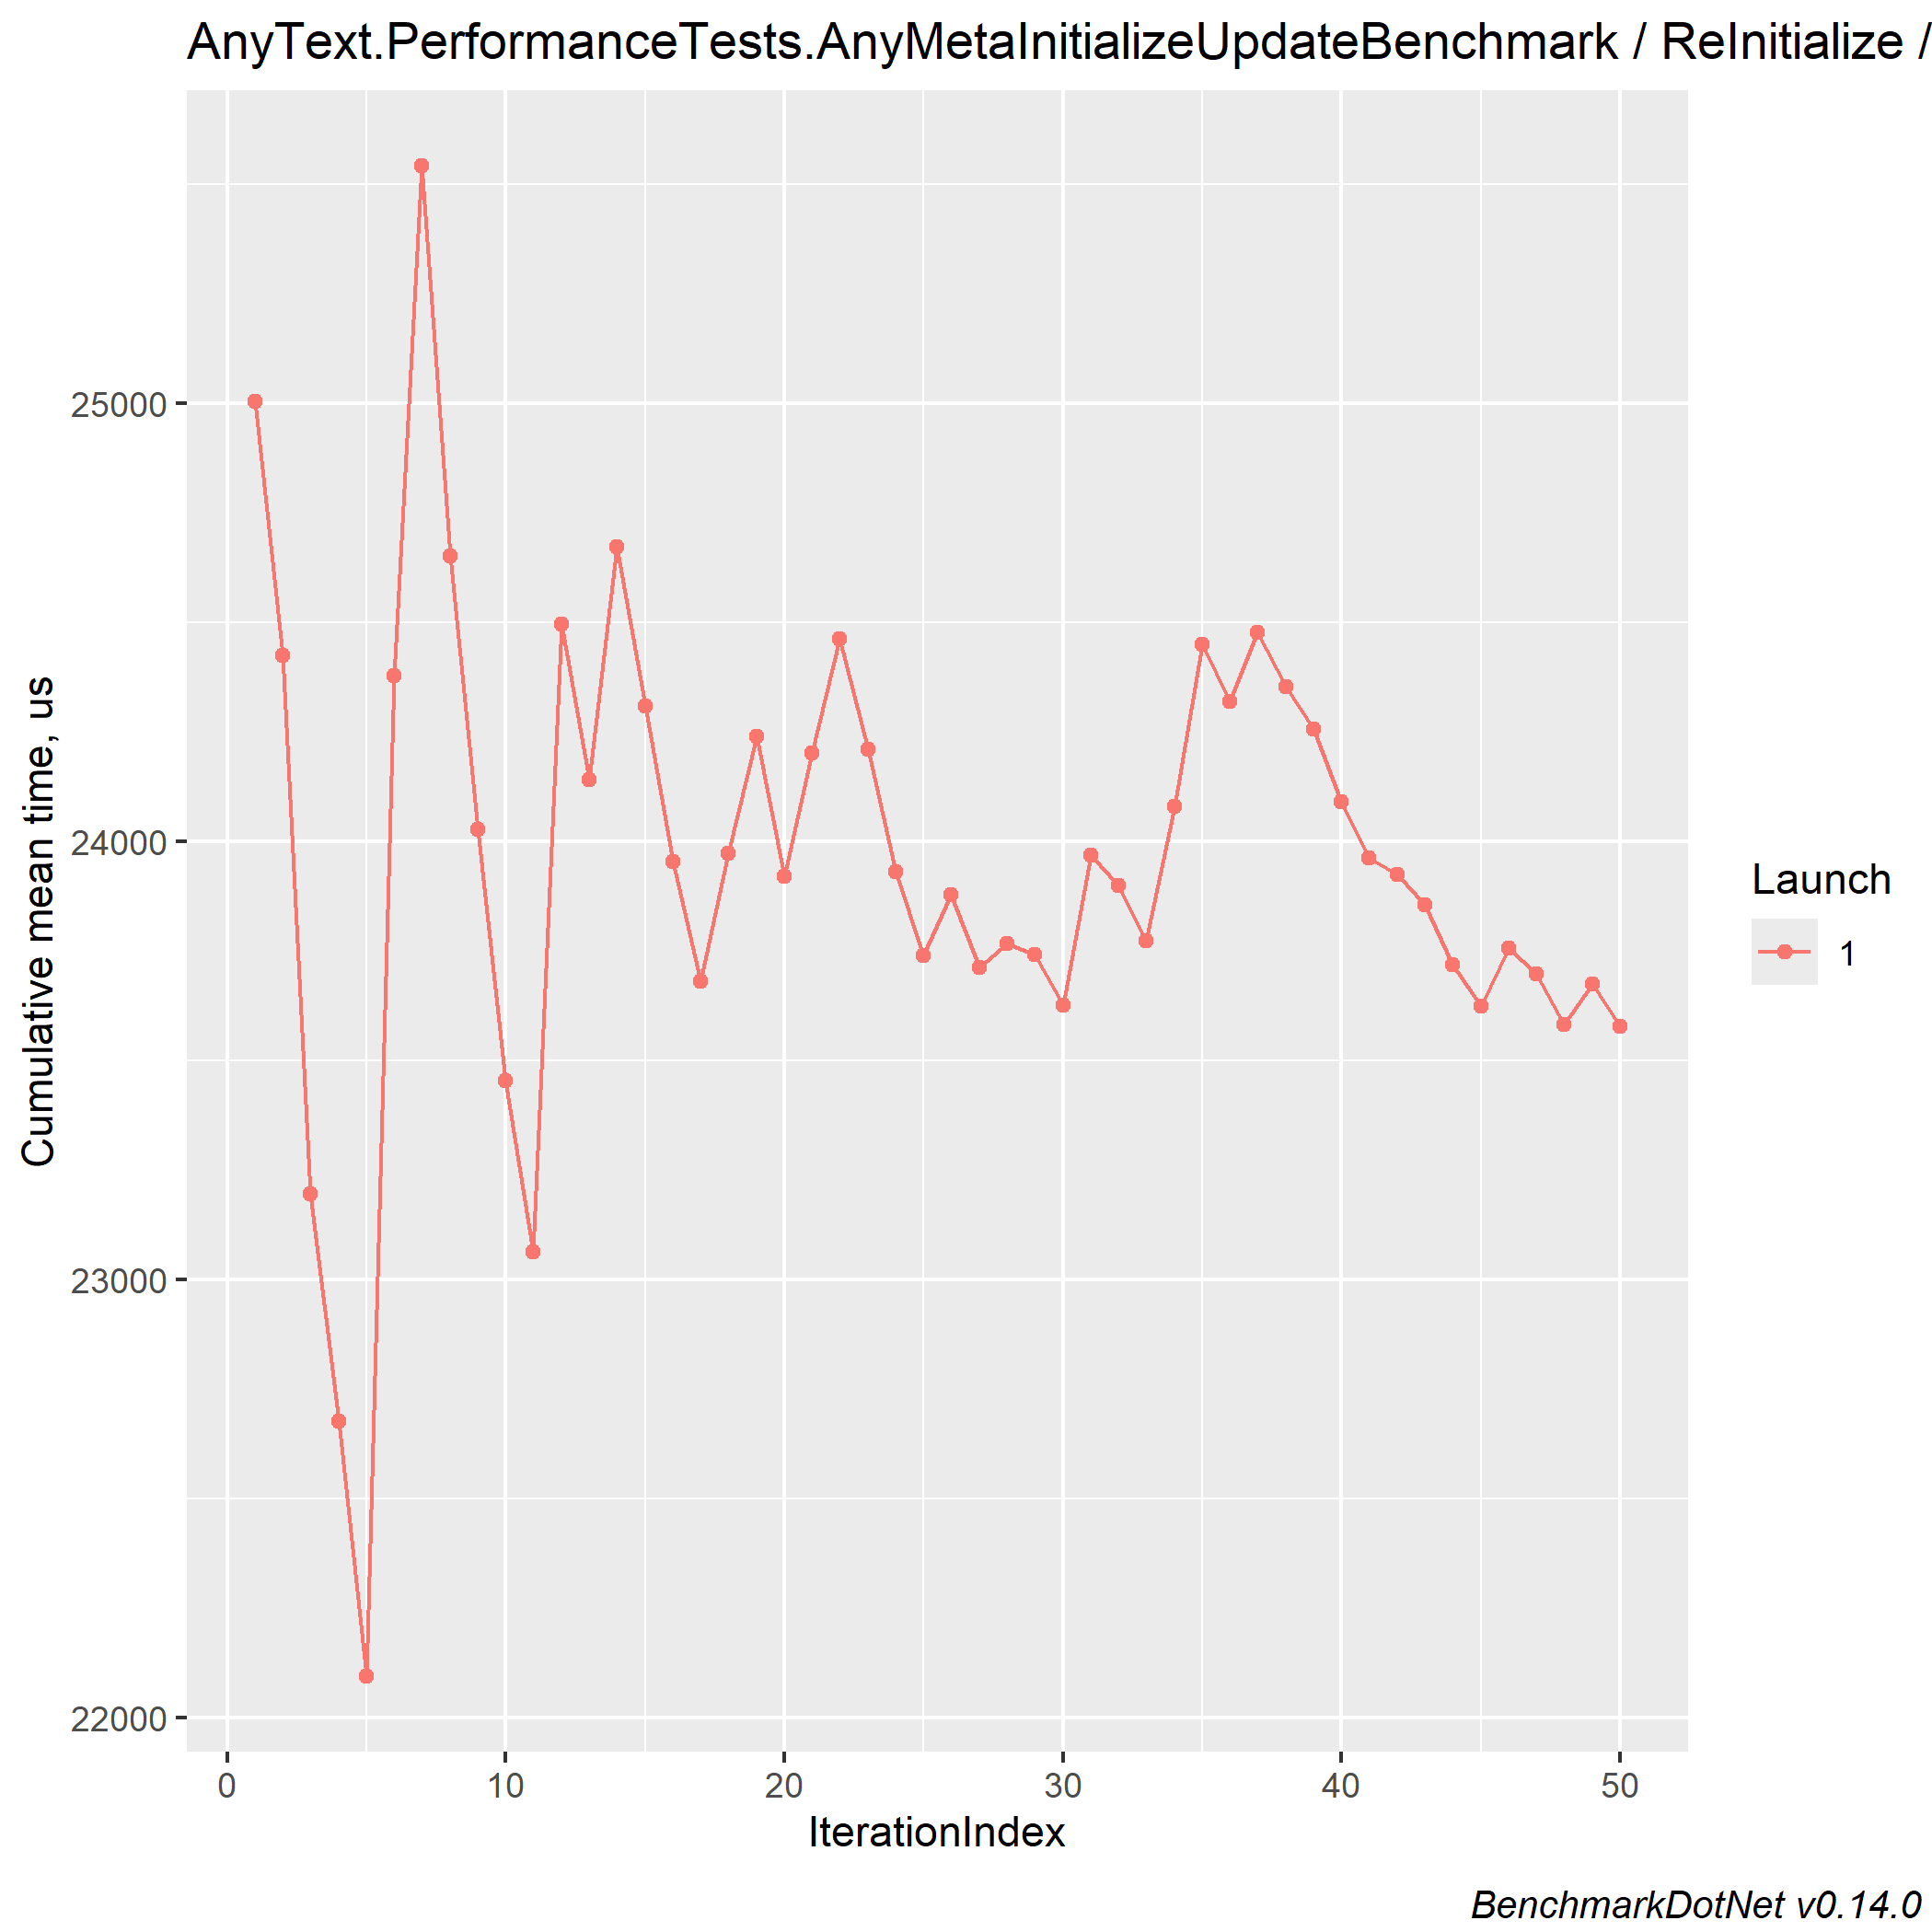 AnyText.PerformanceTests.AnyMetaInitializeUpdateBenchmark / ReInitialize /
Cumulative mean time, us
25000
24000
23000
22000
0 10 20 30 40 50
IterationIndex
Launch
1
BenchmarkDotNet v0.14.0